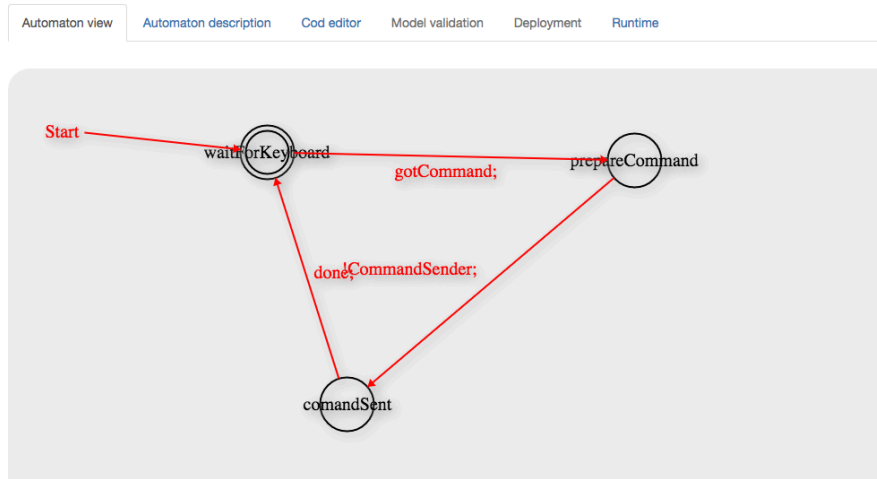 Automaton view Automaton description Cod editor Model validation Deployment Runtime
Start
waitForKeyboard
gotCommand;
prepareCommand
done;
!CommandSender;
comandSent